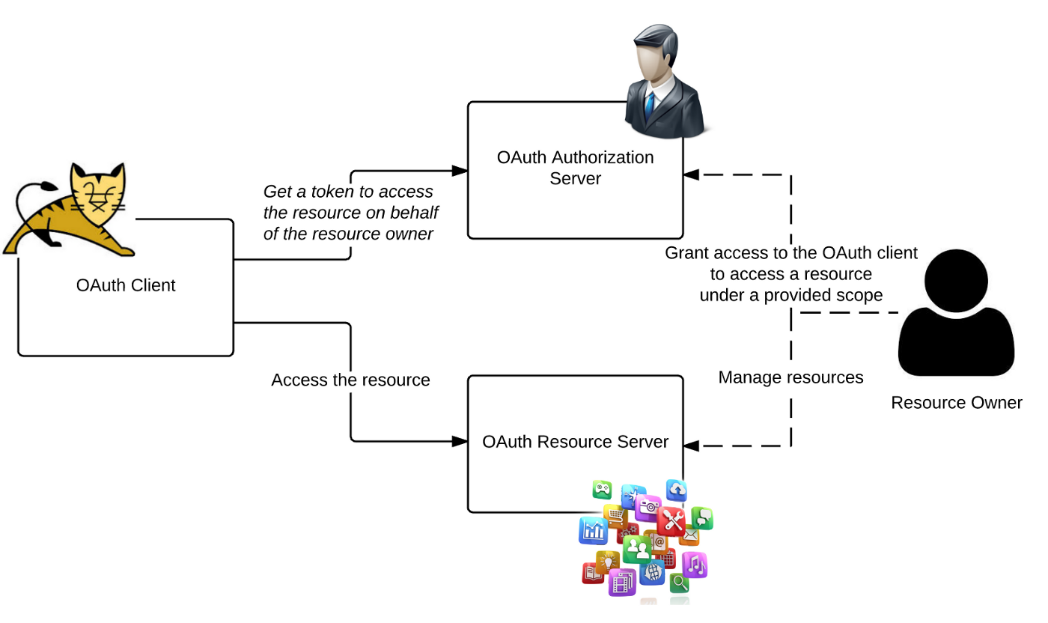 OAuth Authorization
Server
Get a token to access
the resource on behalf
of the resource owner
OAuth Client
Grant access to the OAuth client
to access a resource
under a provided scope
Access the resource
Manage resources
Resource Owner
OAuth Resource Server